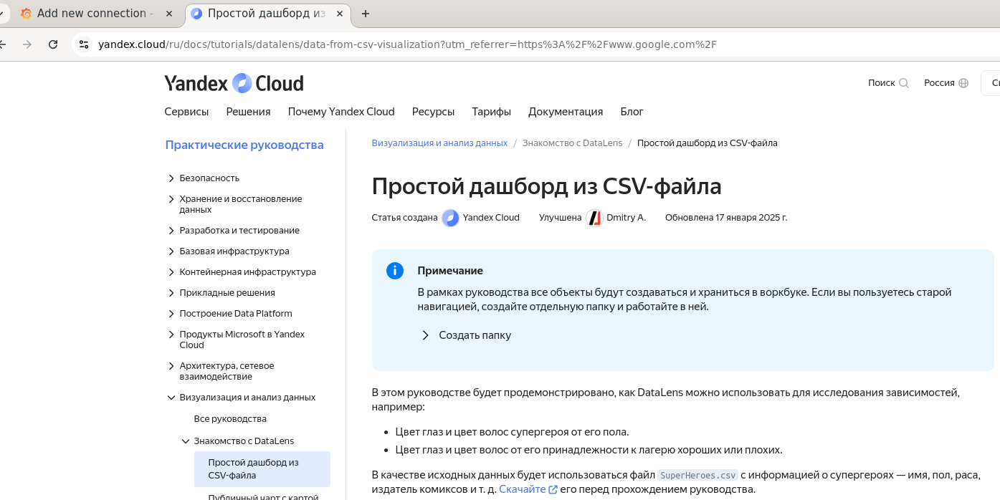 Add new connection -
Простой дашборд из
yandex.cloud/ru/docs/tutorials/datalens/data-from-csv-visualization?utm_referrer=https%3A%2F%2Fwww.google.com%2F
Yandex Cloud
Поиск
Россия
Сервисы Решения Почему Yandex Cloud Ресурсы Тарифы Документация Блог
Практические руководства
Безопасность
Хранение и восстановление
данных
Разработка и тестирование
Базовая инфраструктура
Контейнерная инфраструктура
Прикладные решения
Построение Data Platform
Продукты Microsoft в Yandex
Cloud
Архитектура, сетевое
взаимодействие
Визуализация и анализ данных
Все руководства
Знакомство с DataLens
Простой дашборд из
CSV-файла
Публичный чарт с картой
Визуализация и анализ данных / Знакомство с DataLens / Простой дашборд из CSV-файла
Простой дашборд из CSV-файла
Статья создана Yandex Cloud Улучшена Dmitry A. Обновлена 17 января 2025 г.
Примечание
В рамках руководства все объекты будут создаваться и храниться в воркбуке. Если вы пользуетесь старой
навигацией, создайте отдельную папку и работайте в ней.
Создать папку
В этом руководстве будет продемонстрировано, как DataLens можно использовать для исследования зависимостей,
например:
• Цвет глаз и цвет волос супергероя от его пола.
• Цвет глаз и цвет волос от его принадлежности к лагерю хороших или плохих.
В качестве исходных данных будет использоваться файл SuperHeroes.csv с информацией о супергероях — имя, пол, раса,
издатель комиксов и т. д. Скачайте его перед прохождением руководства.